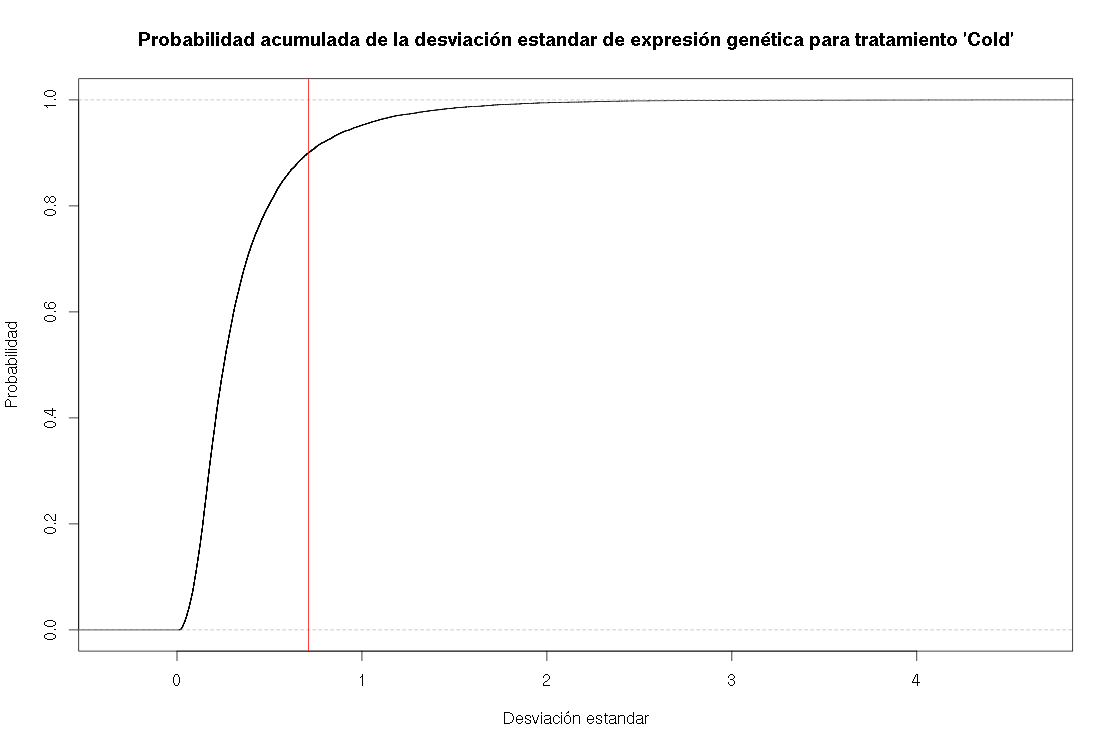 Probabilidad acumulada de la desviación estandar de expresión genética para tratamiento 'Cold'
1.0
0.8
0.6
0.4
0.2
0.0
Probabilidad
0 1 2 3 4
Desviación estandar